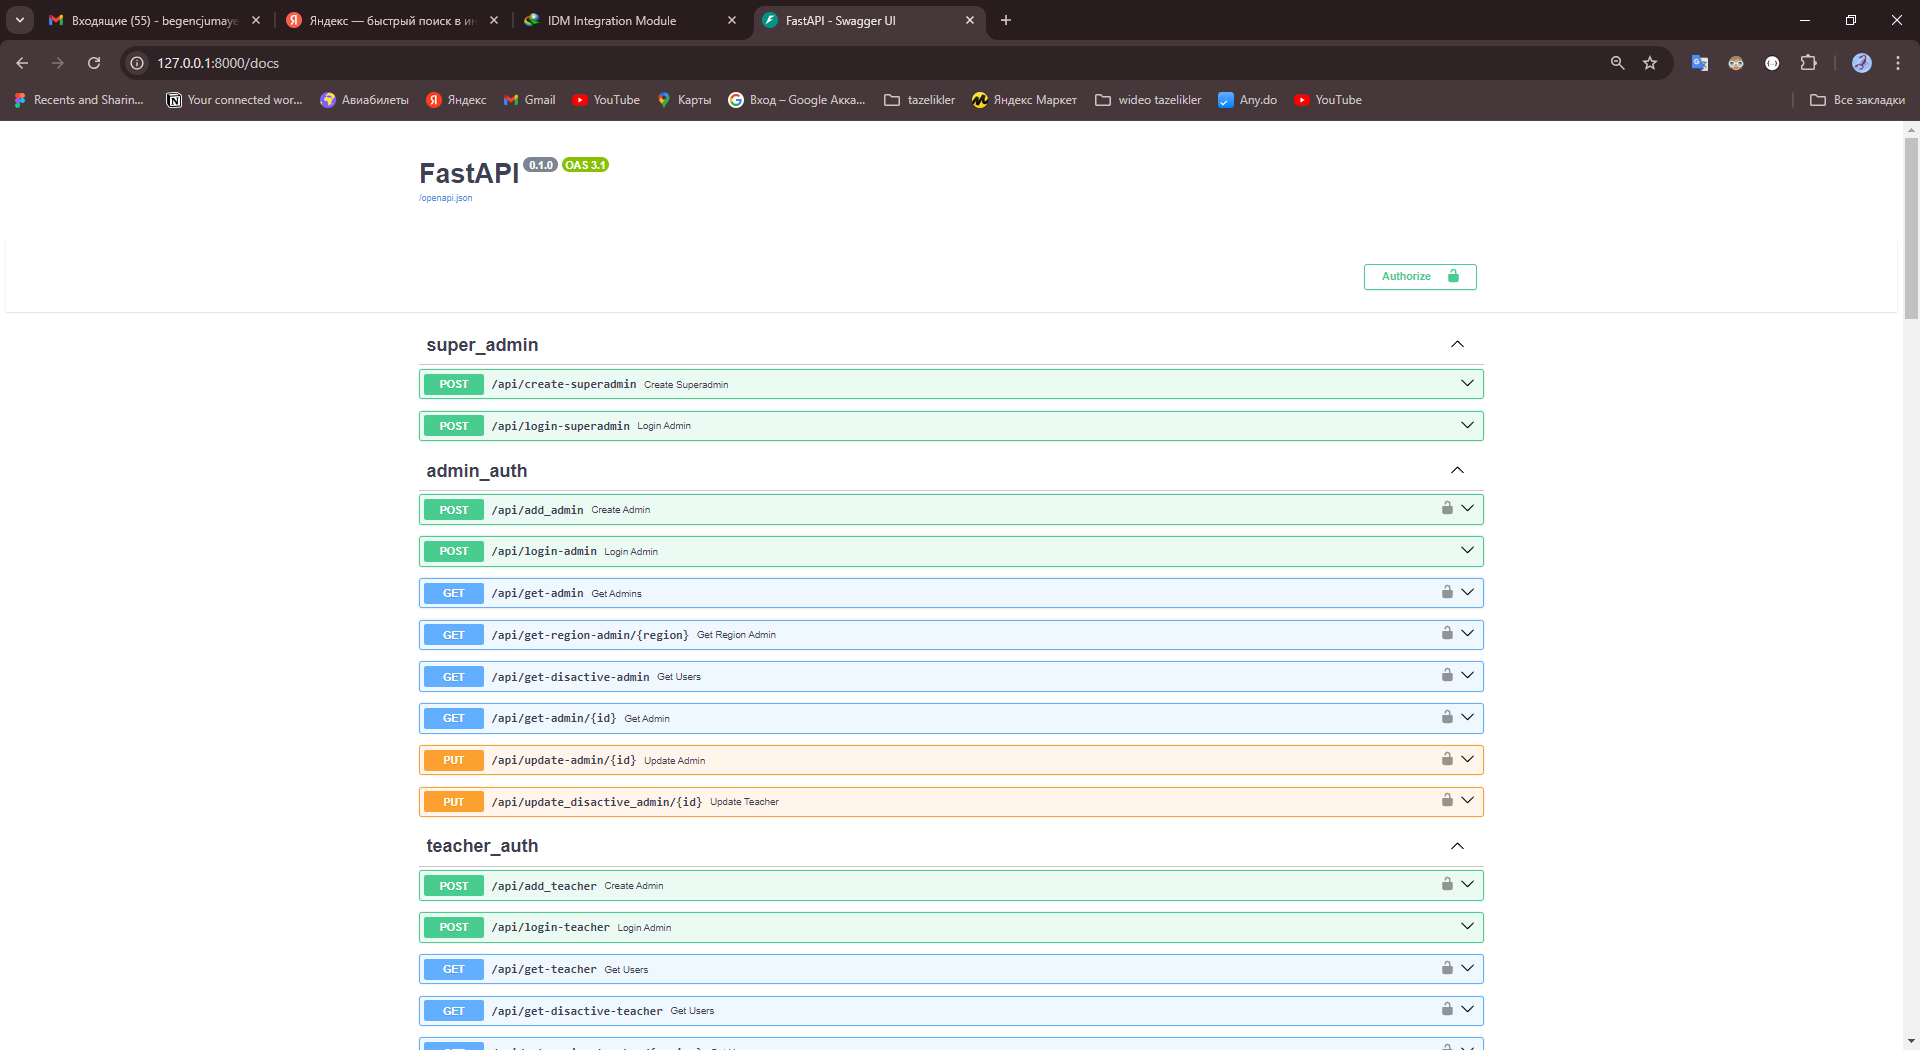 Входящие (55) - begencjumaye
Яндекс — быстрый поиск в ин
IDM Integration Module
FastAPI - Swagger UI
127.0.0.1:8000/docs
Recents and Sharin...
Your connected wor...
Авиабилеты
Яндекс
Gmail
YouTube
Карты
Вход – Google Акка...
tazelikler
Яндекс Маркет
wideo tazelikler
Any.do
YouTube
Все закладки
FastAPI 0.1.0 OAS 3.1
/openapi.json
Authorize
super_admin
POST /api/create-superadmin Create Superadmin
POST /api/login-superadmin Login Admin
admin_auth
POST /api/add_admin Create Admin
POST /api/login-admin Login Admin
GET /api/get-admin Get Admins
GET /api/get-region-admin/{region} Get Region Admin
GET /api/get-disactive-admin Get Users
GET /api/get-admin/{id} Get Admin
PUT /api/update-admin/{id} Update Admin
PUT /api/update_disactive_admin/{id} Update Teacher
teacher_auth
POST /api/add_teacher Create Admin
POST /api/login-teacher Login Admin
GET /api/get-teacher Get Users
GET /api/get-disactive-teacher Get Users